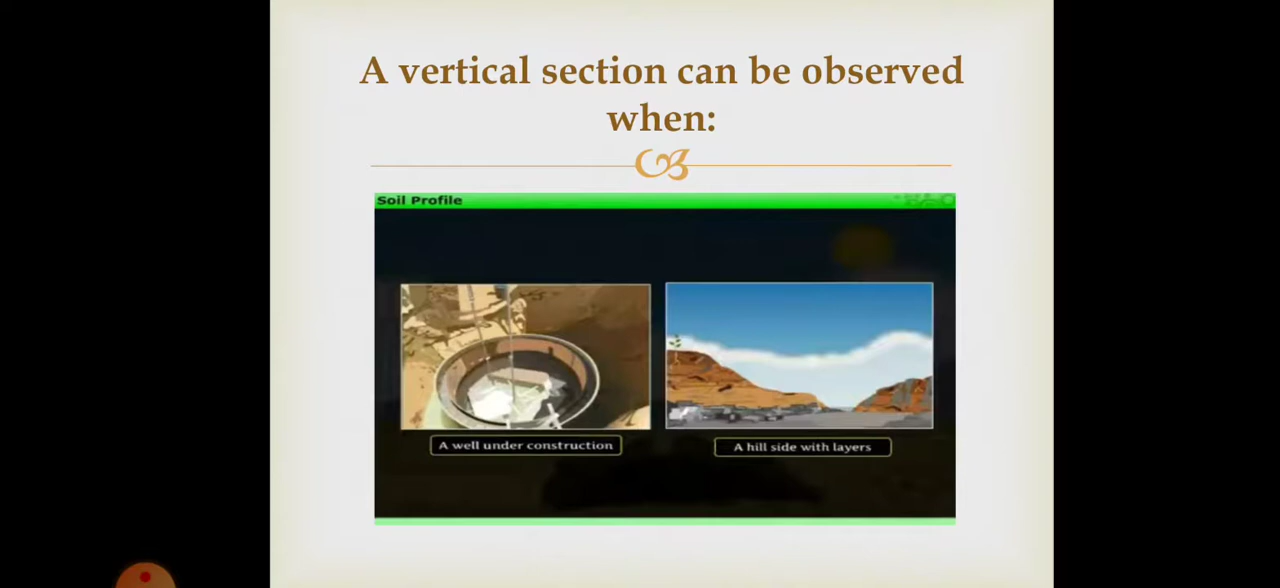 A vertical section can be observed
when:
Soil Profile
A well under construction
A hill side with layers